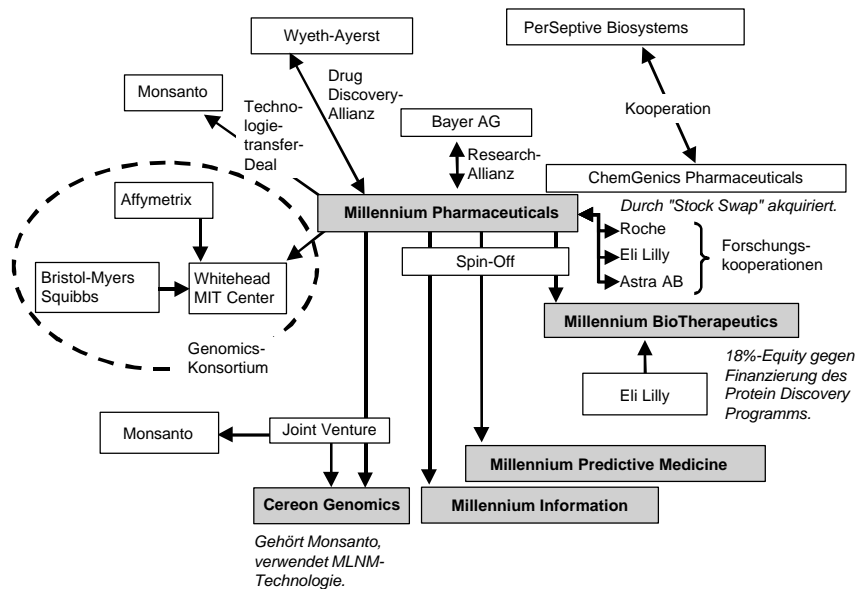 Wyeth-Ayerst
PerSeptive Biosystems
Monsanto
Techno-
logie-
transfer-
Deal
Drug
Discovery-
Allianz
Bayer AG
Research-
Allianz
Kooperation
ChemGenics Pharmaceuticals
Durch "Stock Swap" akquiriert.
Affymetrix
Millennium Pharmaceuticals
Roche
Eli Lilly
Astra AB
Forschungs-
kooperationen
Bristol-Myers
Squibbs
Whitehead
MIT Center
Spin-Off
Genomics-
Konsortium
Millennium BioTherapeutics
18%-Equity gegen
Finanzierung des
Protein Discovery
Programms.
Eli Lilly
Monsanto
Joint Venture
Millennium Predictive Medicine
Cereon Genomics
Millennium Information
Gehört Monsanto,
verwendet MLNM-
Technologie.